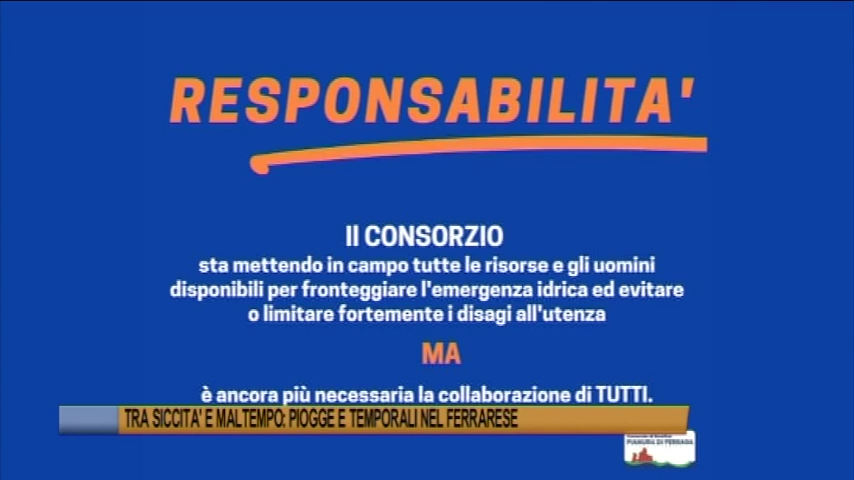 RESPONSABILITA'
Il CONSORZIO
sta mettendo in campo tutte le risorse e gli uomini
disponibili per fronteggiare l'emergenza idrica ed evitare
o limitare fortemente i disagi all'utenza
MA
è ancora più necessaria la collaborazione di TUTTI.
TRA SICCITA' E MALTEMPO: PIOGGE E TEMPORALI NEL FERRARESE
PIANURA DI FERRARA